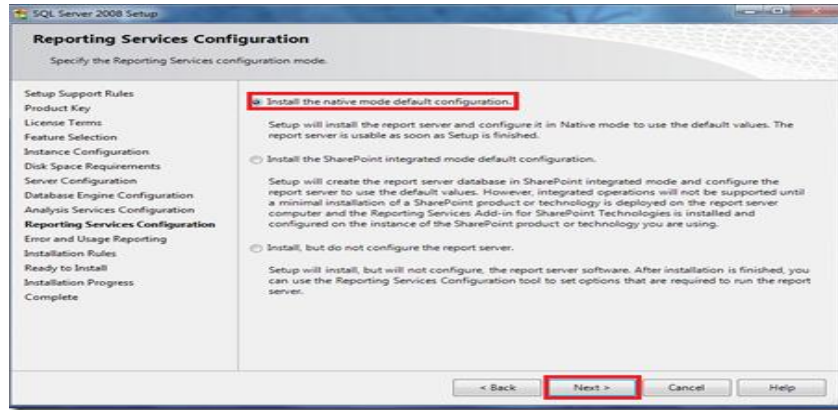 SQL Server 2008 Setup
Reporting Services Configuration
Specify the Reporting Services configuration mode.
Setup Support Rules
Product Key
License Terms
Feature Selection
Instance Configuration
Disk Space Requirements
Server Configuration
Database Engine Configuration
Analysis Services Configuration
Reporting Services Configuration
Error and Usage Reporting
Installation Rules
Ready to Install
Installation Progress
Complete
Install the native mode default configuration.
Setup will install the report server and configure it in Native mode to use the default values. The
report server is usable as soon as Setup is finished.
Install the SharePoint integrated mode default configuration.
Setup will create the report server database in SharePoint integrated mode and configure the
report server to use the default values. However, integrated operations will not be supported until
a minimal installation of a SharePoint product or technology is deployed on the report server
computer and the Reporting Services Add-in for SharePoint Technologies is installed and
configured on the instance of the SharePoint product or technology you are using.
Install, but do not configure the report server.
Setup will install, but will not configure, the report server software. After installation is finished, you
can use the Reporting Services Configuration tool to set options that are required to run the report
server.
< Back
Next >
Cancel
Help